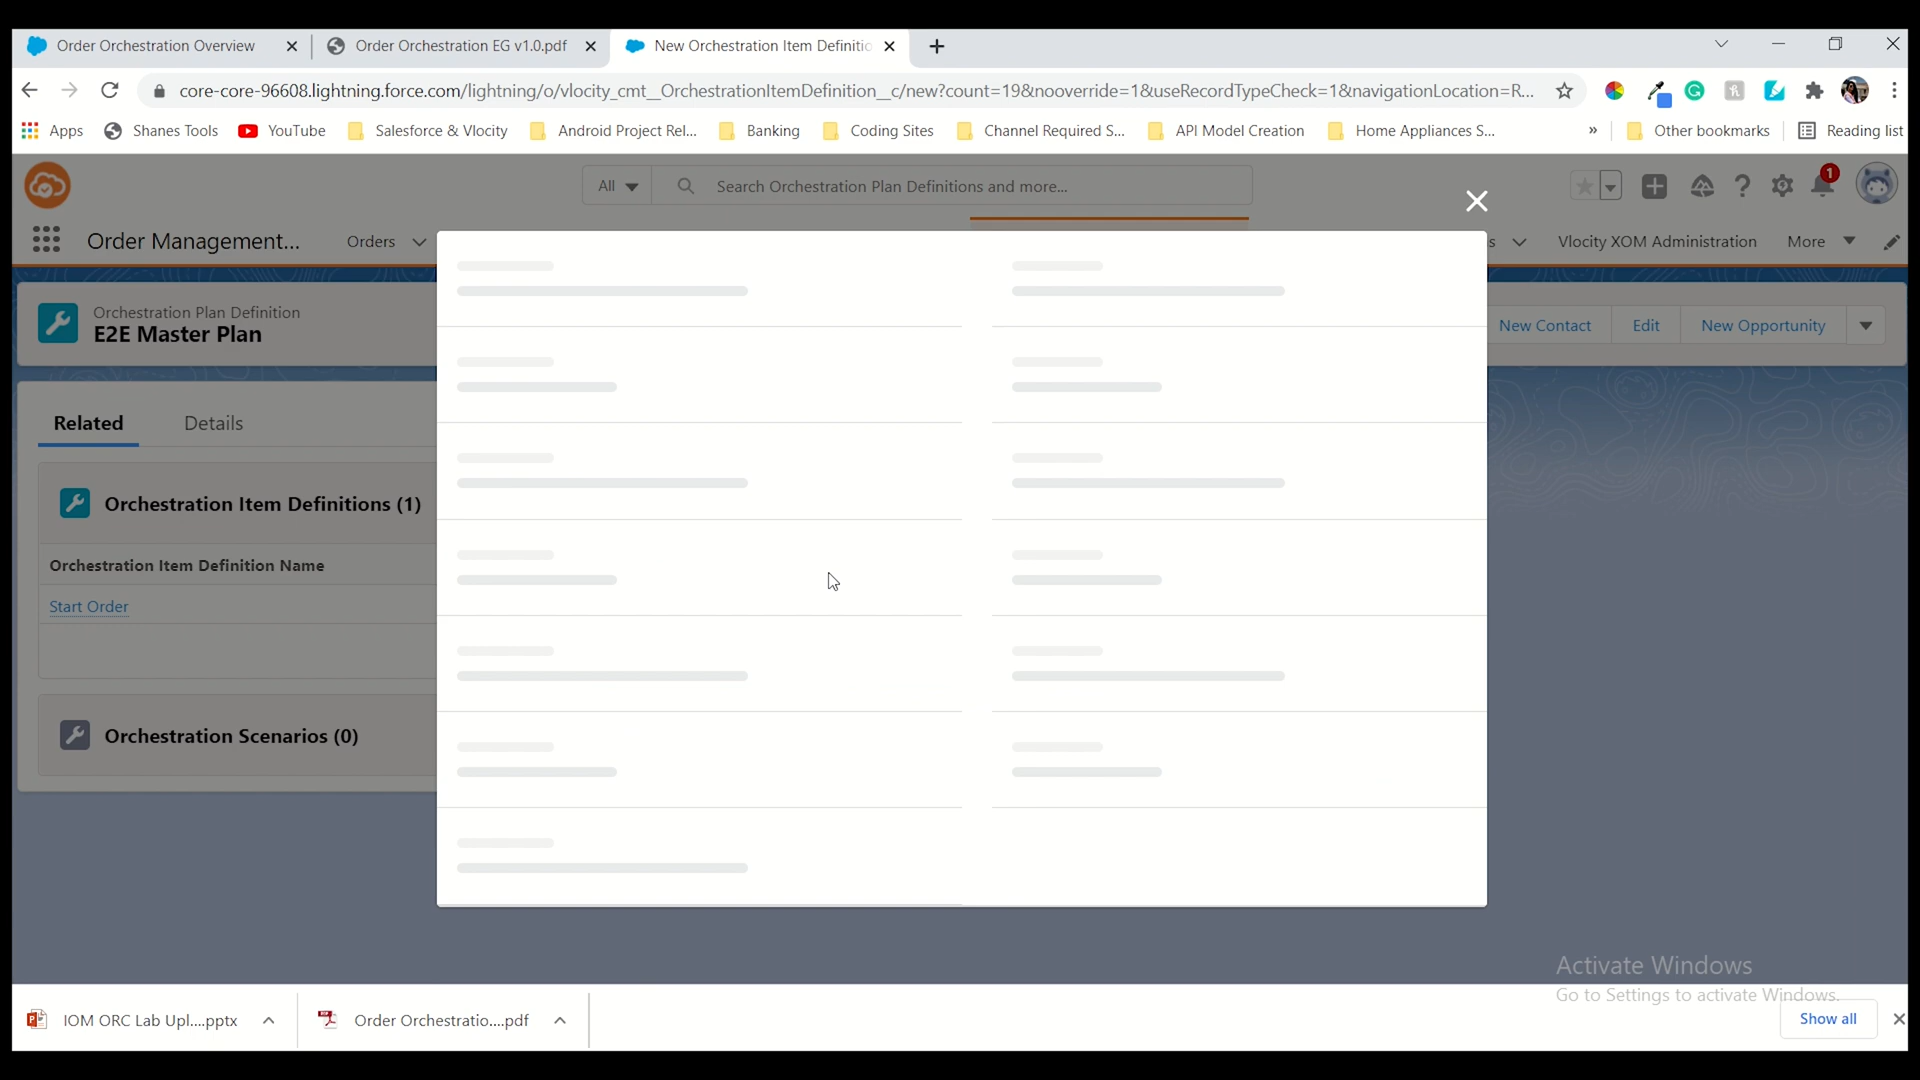 Order Orchestration Overview
Order Orchestration EG v1.0.pdf
New Orchestration Item Definitio
core-core-96608.lightning.force.com/lightning/o/vlocity_cmt__OrchestrationItemDefinition__c/new?count=19&nooverride=1&useRecordTypeCheck=1&navigationLocation=R...
Apps
Shanes Tools
YouTube
Salesforce & Vlocity
Android Project Rel...
Banking
Coding Sites
Channel Required S...
API Model Creation
Home Appliances S...
»
Other bookmarks
Reading list
All
Search Orchestration Plan Definitions and more...
1
Order Management...
Orders
s
Vlocity XOM Administration
More
Orchestration Plan Definition
E2E Master Plan
New Contact
Edit
New Opportunity
Related
Details
Orchestration Item Definitions (1)
Orchestration Item Definition Name
Start Order
Orchestration Scenarios (0)
Activate Windows
Go to Settings to activate Windows.
IOM ORC Lab Upl....pptx
Order Orchestratio....pdf
Show all